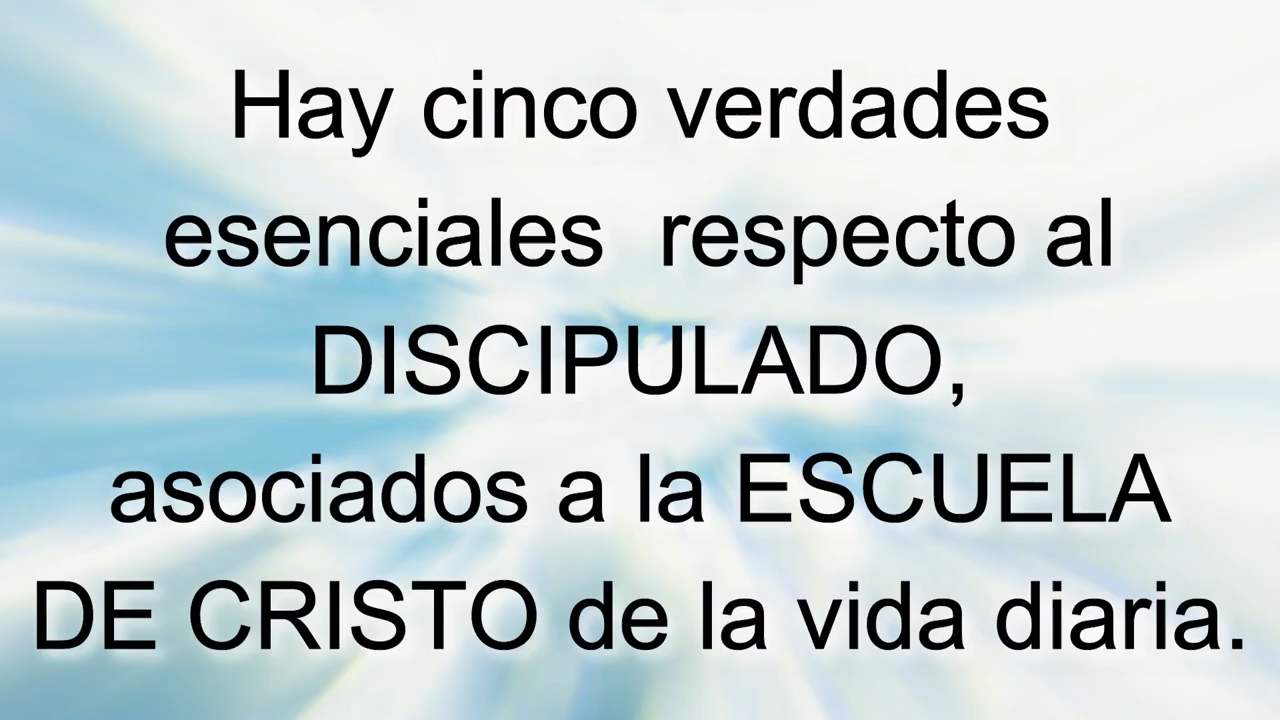 Hay cinco verdades
esenciales  respecto al
DISCIPULADO,
asociados a la ESCUELA
DE CRISTO de la vida diaria.